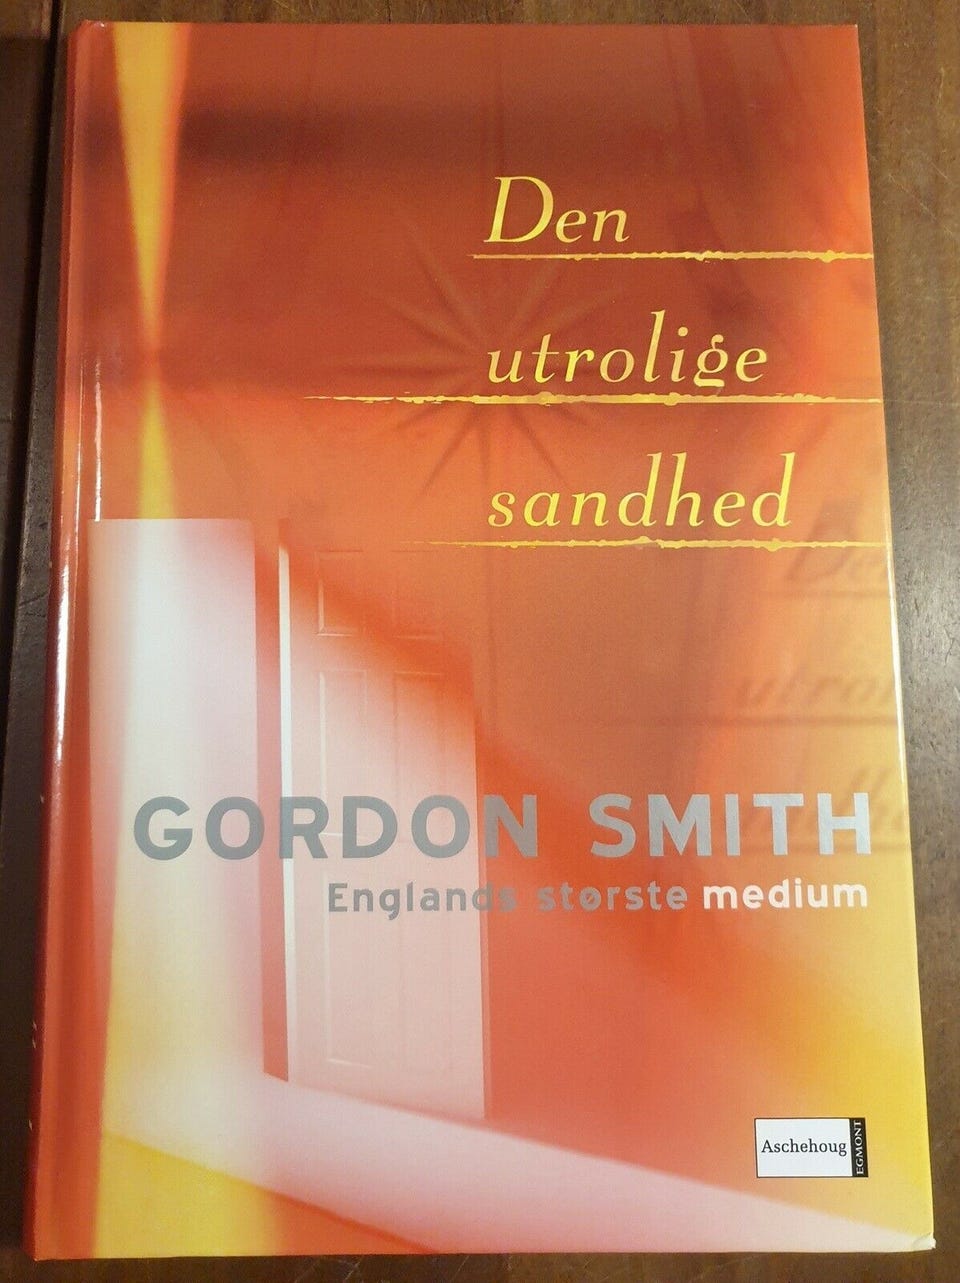 Den
utrolige
sandhed
GORDON SMITH
Englands største medium
Aschehoug
EGMONT